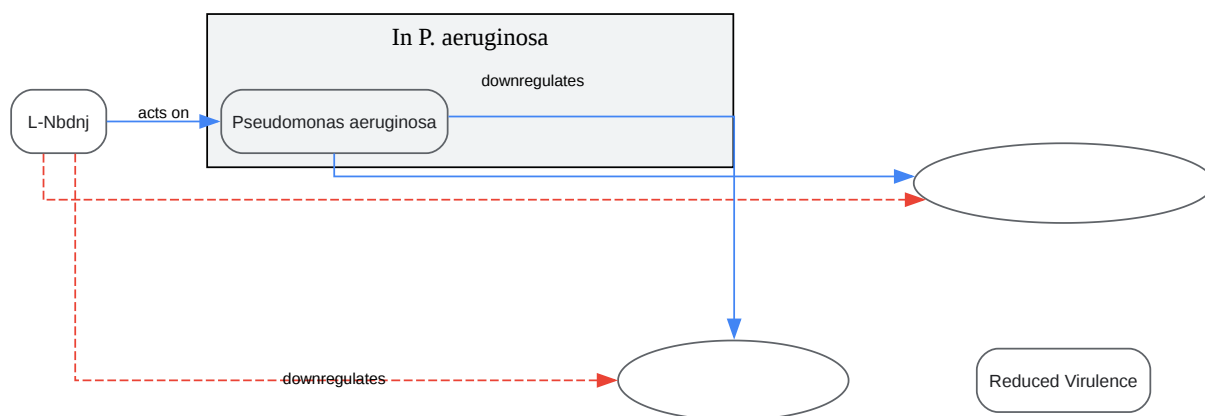 In P. aeruginosa
downregulates
acts on
L-Nbdnj
Pseudomonas aeruginosa
downregulates
Reduced Virulence